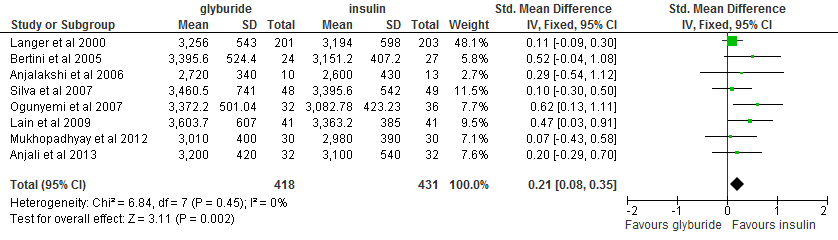 glyburide insulin Std. Mean Difference Std. Mean Difference
Study or Subgroup Mean SD Total Mean SD Total Weight IV, Fixed, 95% CI IV, Fixed, 95% CI
Langer et al 2000 3,256 543 201 3,194 598 203 48.1% 0.11 [-0.09, 0.30]
Bertini et al 2005 3,395.6 524.4 24 3,151.2 407.2 27 5.8% 0.52 [-0.04, 1.08]
Anjalakshi et al 2006 2,720 340 10 2,600 430 13 2.7% 0.29 [-0.54, 1.12]
Silva et al 2007 3,460.5 741 48 3,395.6 542 49 11.6% 0.10 [-0.30, 0.50]
Ogunyemi et al 2007 3,372.2 501.04 32 3,082.78 423.23 36 7.7% 0.62 [0.13, 1.11]
Lain et al 2009 3,603.7 607 41 3,363.2 385 41 9.5% 0.47 [0.03, 0.91]
Mukhopadhyay et al 2012 3,010 400 30 2,980 390 30 7.2% 0.07 [-0.43, 0.58]
Anjali et al 2013 3,200 420 32 3,100 540 32 7.6% 0.20 [-0.29, 0.70]
Total (95% CI) 418 431 100.0% 0.21 [0.08, 0.35]
Heterogeneity: Chi² = 6.84, df = 7 (P = 0.45); I² = 0%
Test for overall effect: Z = 3.11 (P = 0.002)
-2 -1 0 1 2
Favours glyburide Favours insulin